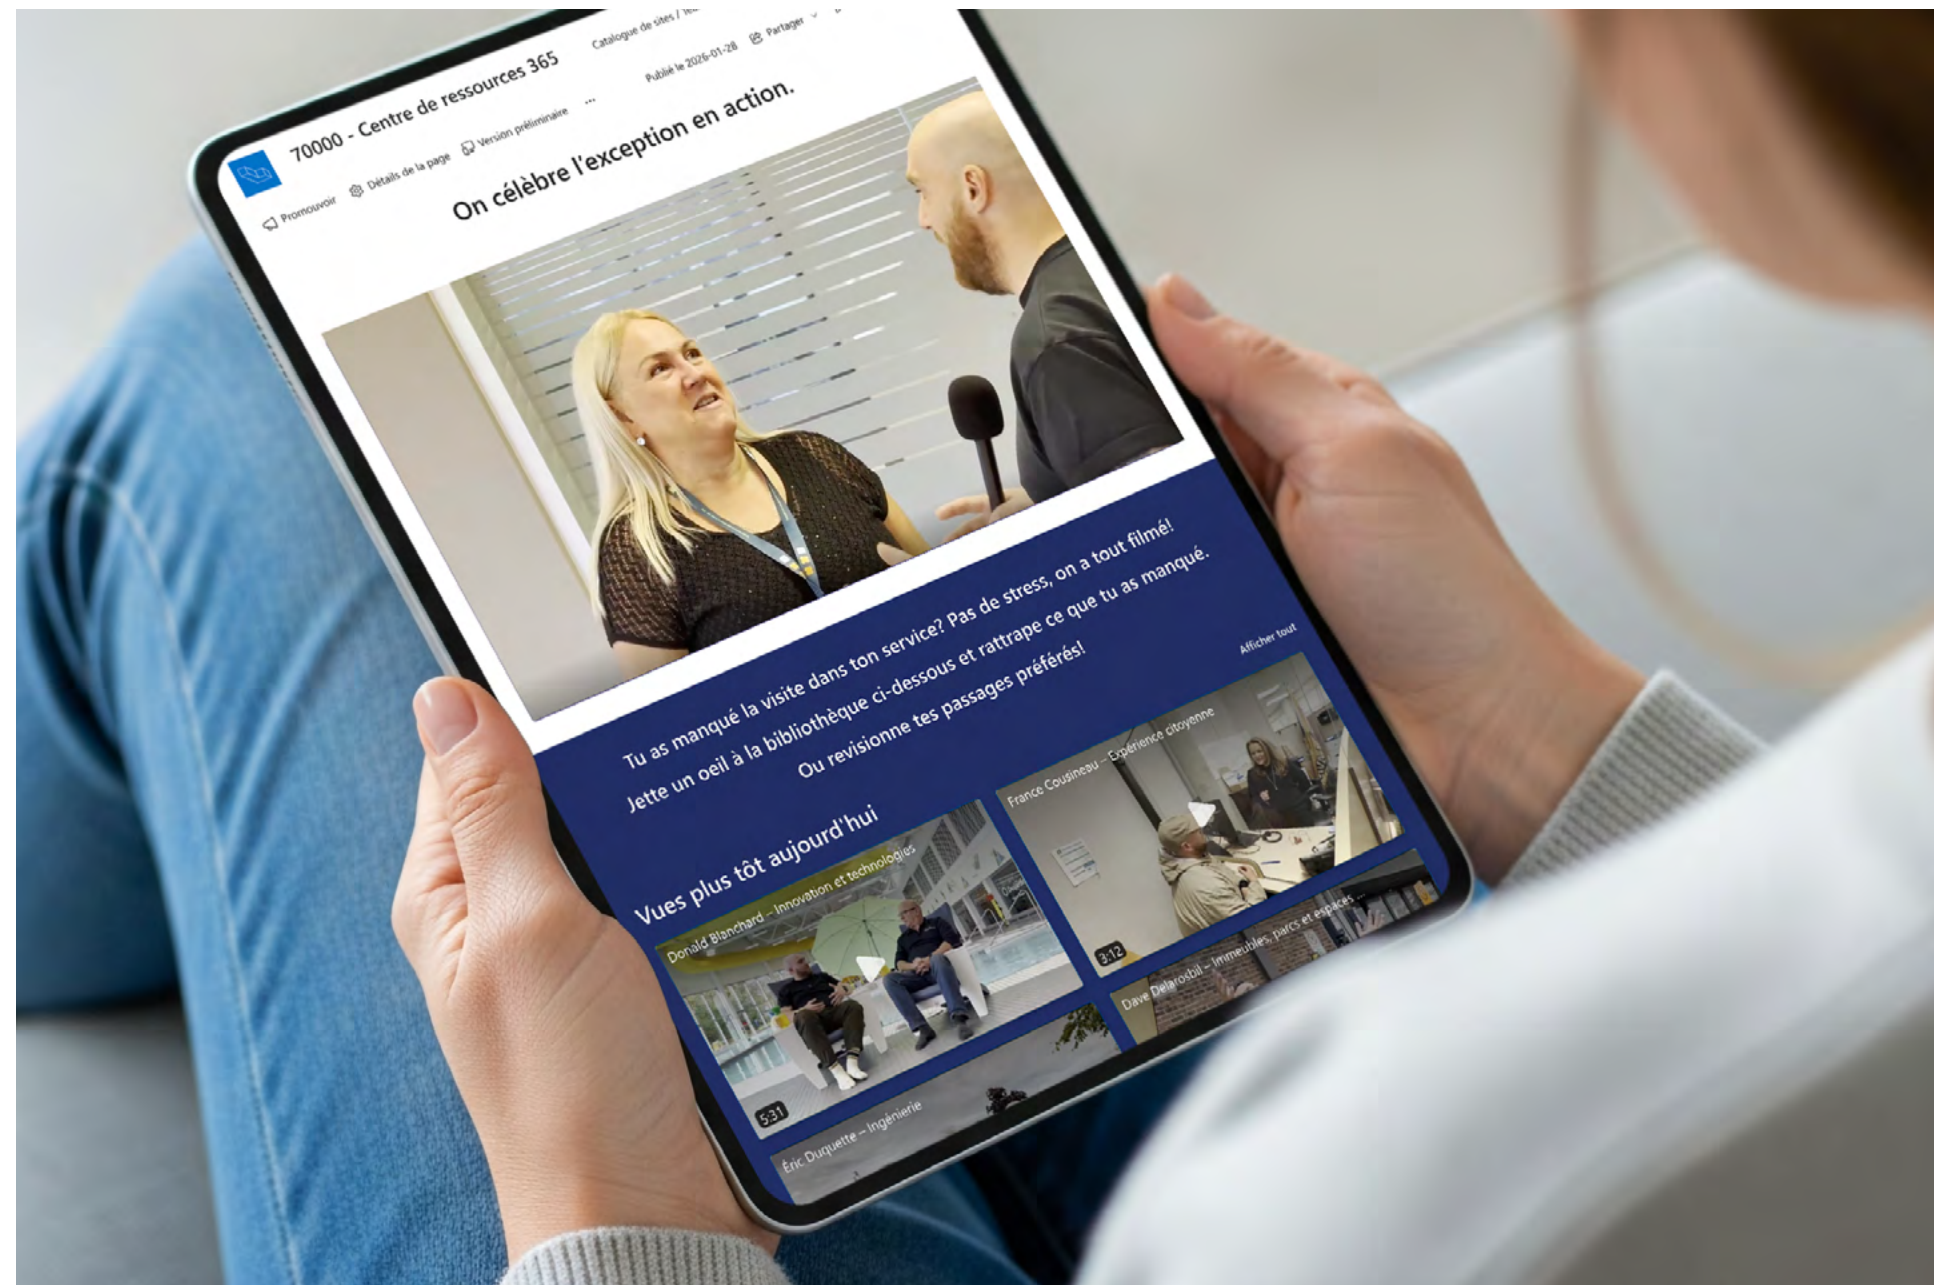 70000 - Centre de ressources 365
Catalogue de sites /
Promouvoir
Détails de la page
Version préliminaire
...
Publié le 2026-01-28
Partager
On célèbre l'exception en action.
Tu as manqué la visite dans ton service? Pas de stress, on a tout filmé!
Jette un oeil à la bibliothèque ci-dessous et rattrape ce que tu as manqué.
Ou revisionne tes passages préférés!
Vues plus tôt aujourd'hui
Afficher tout
Donald Blanchard – Innovation et technologies
5:31
France Cousineau – Expérience citoyenne
3:12
Éric Duquette – Ingénierie
Dave Delarosbil – Immeubles, parcs et espaces ...